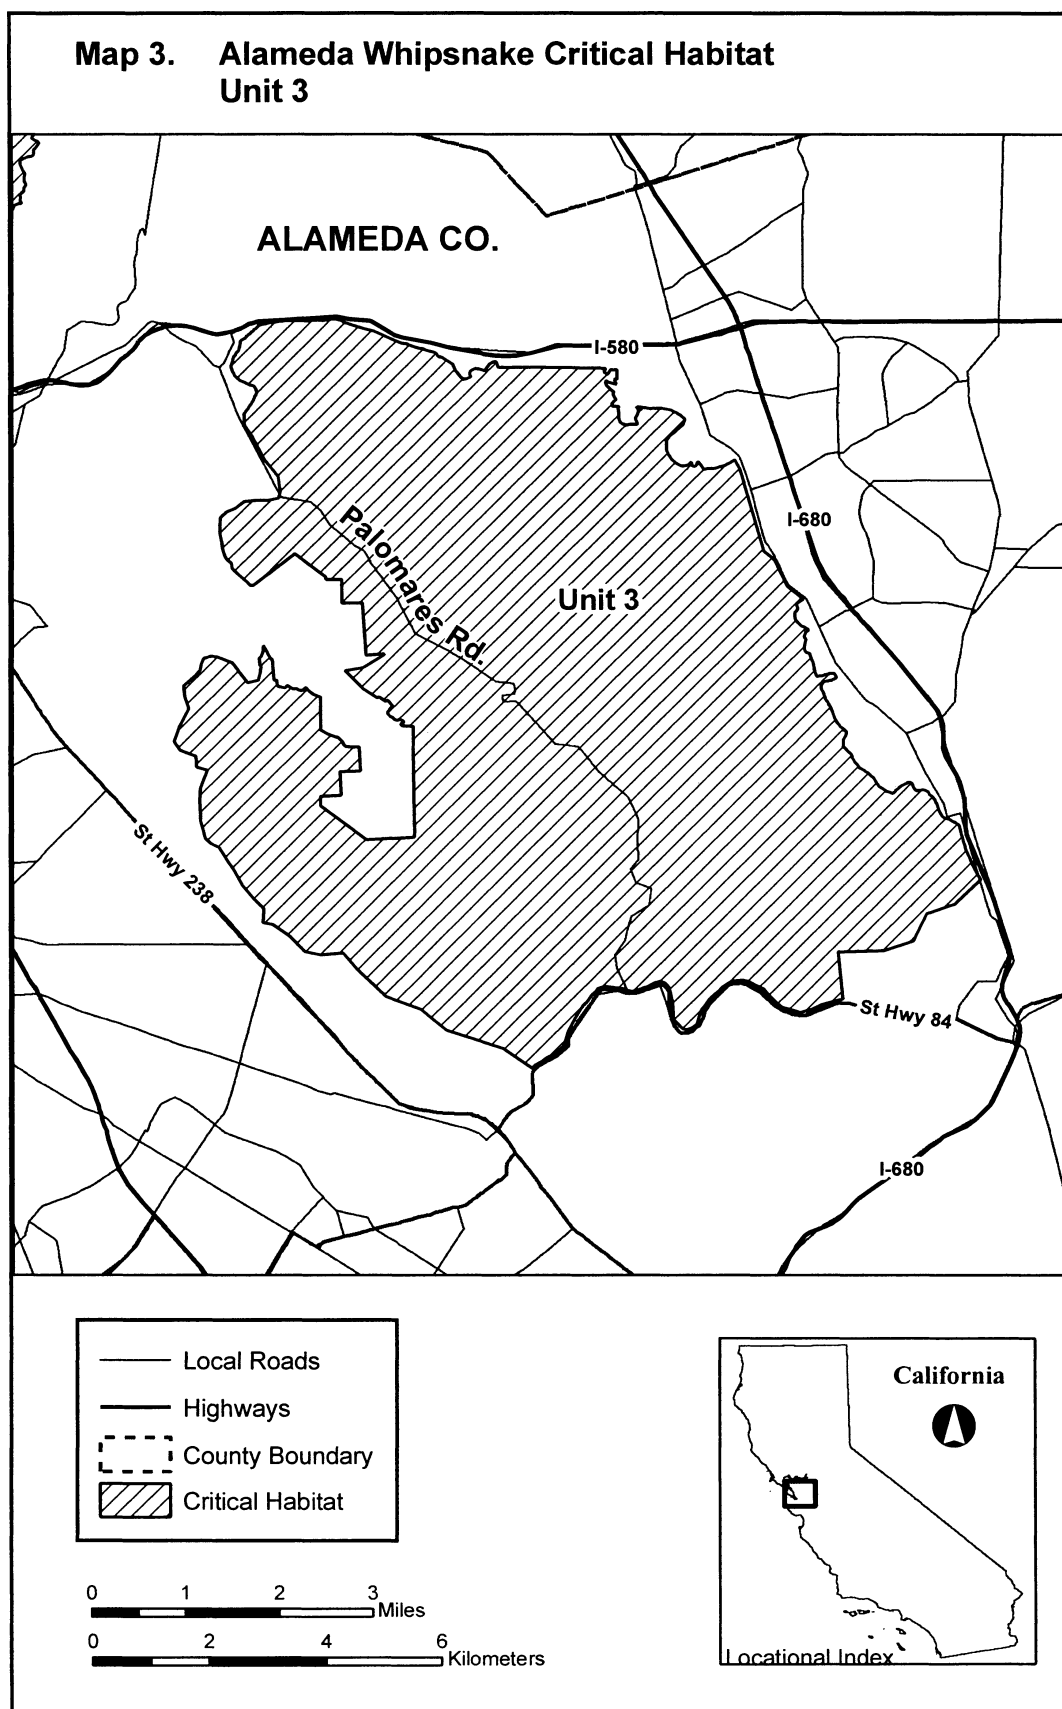 Map 3. Alameda Whipsnake Critical Habitat
Unit 3
ALAMEDA CO.
I-580
I-680
Palomares Rd.
Unit 3
St Hwy 238
St Hwy 84
I-680
Local Roads
Highways
County Boundary
Critical Habitat
0 1 2 3
Miles
0 2 4 6
Kilometers
California
Locational Index